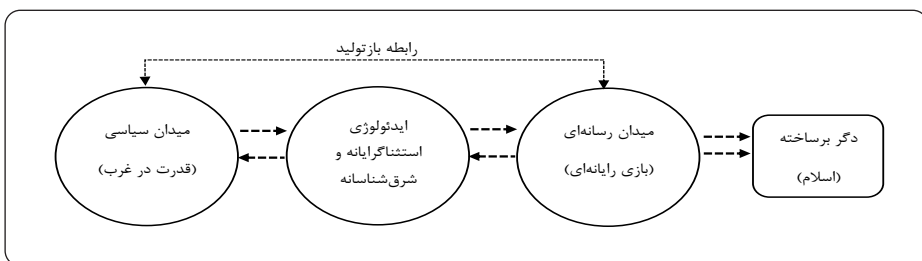 رابطه بازتولید
دگر برساخته
(اسلام)
میدان رسانه‌ای
(بازی رایانه‌ای)
ایدئولوژی
استثناگرایانه و
شرق‌شناسانه
میدان سیاسی
(قدرت در غرب)